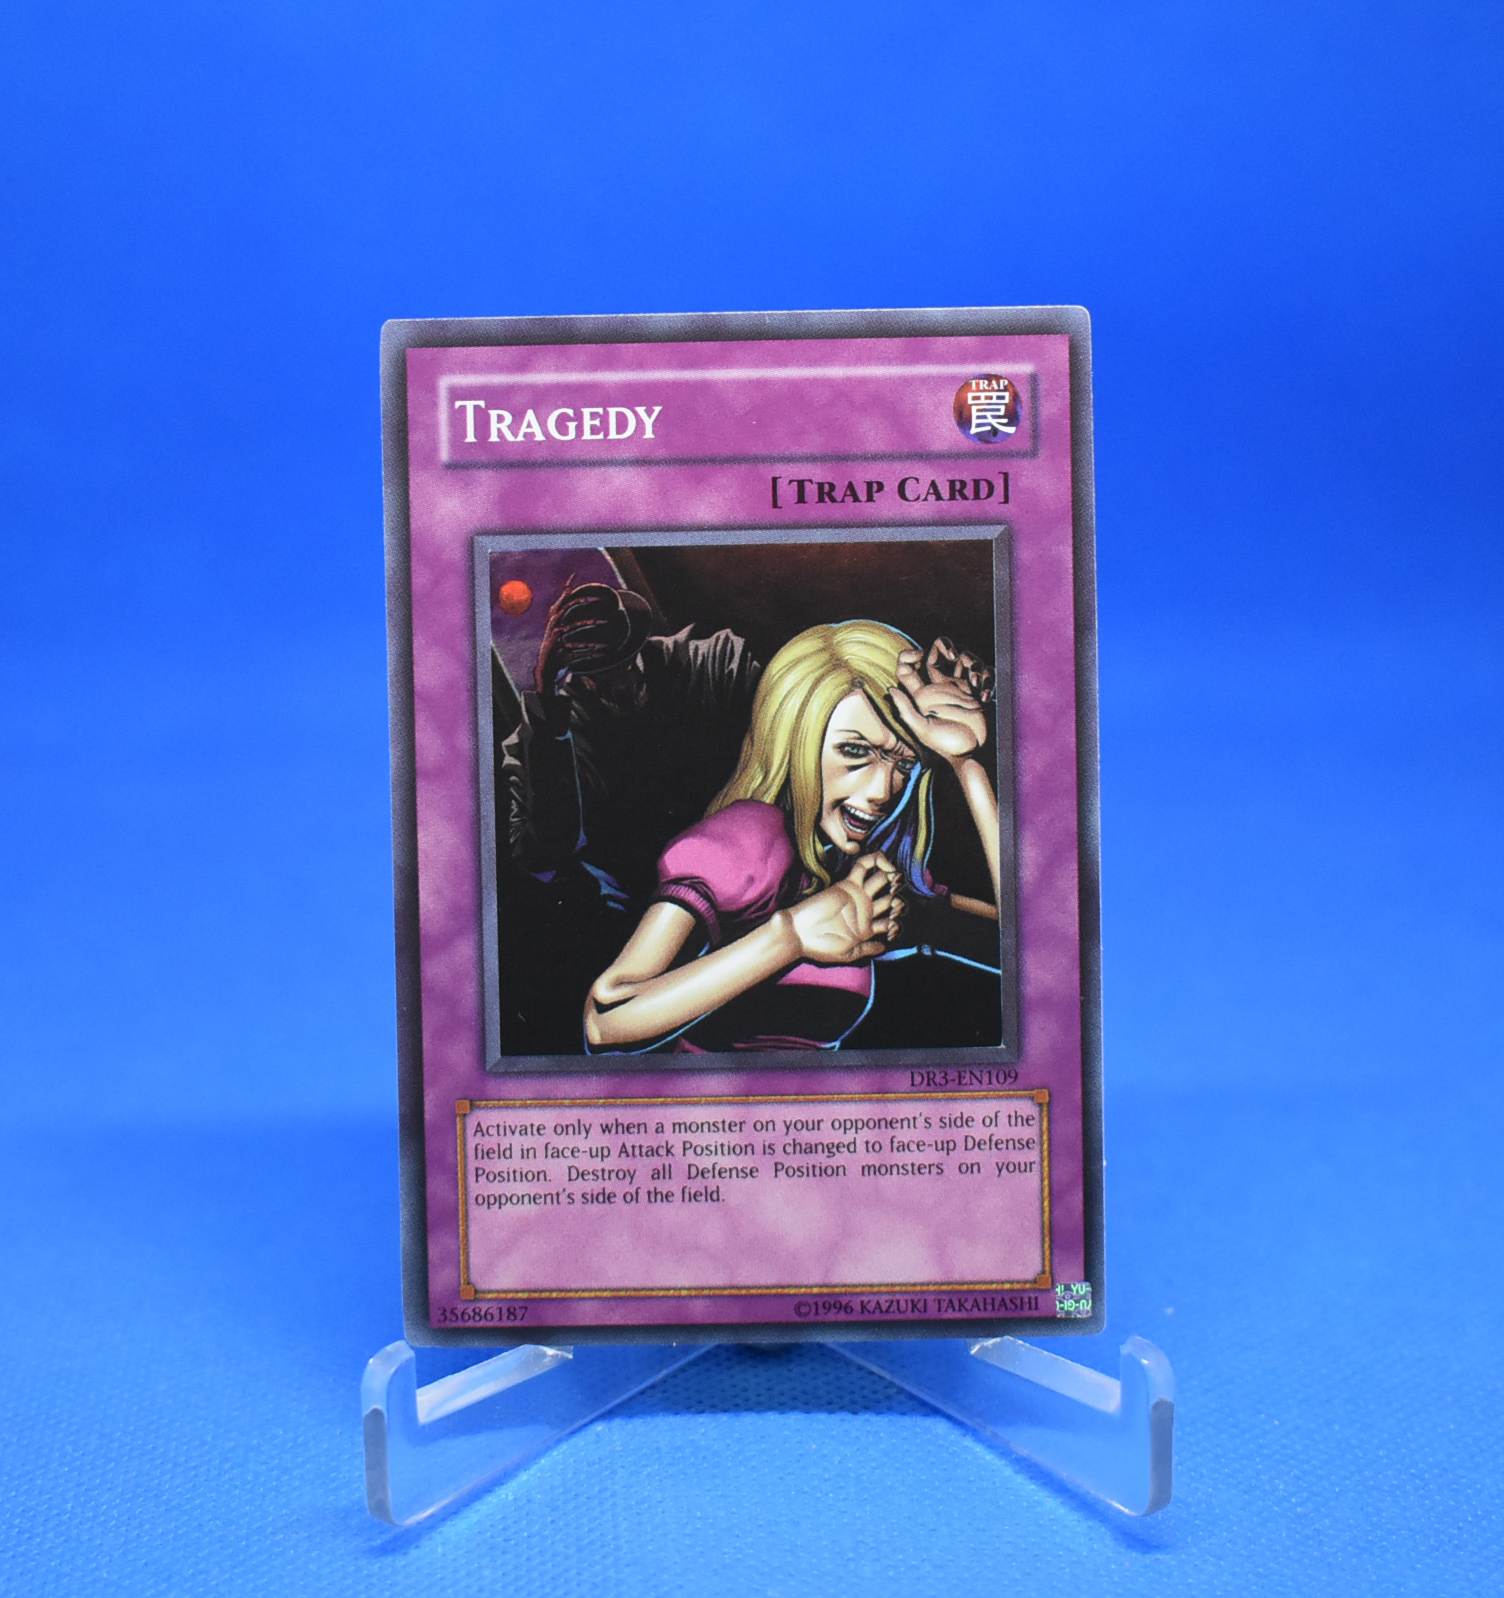 TRAGEDY
TRAP
罠
[TRAP CARD]
DR3-EN109
Activate only when a monster on your opponent's side of the
field in face-up Attack Position is changed to face-up Defense
Position. Destroy all Defense Position monsters on your
opponent's side of the field.
35686187
©1996 KAZUKI TAKAHASHI